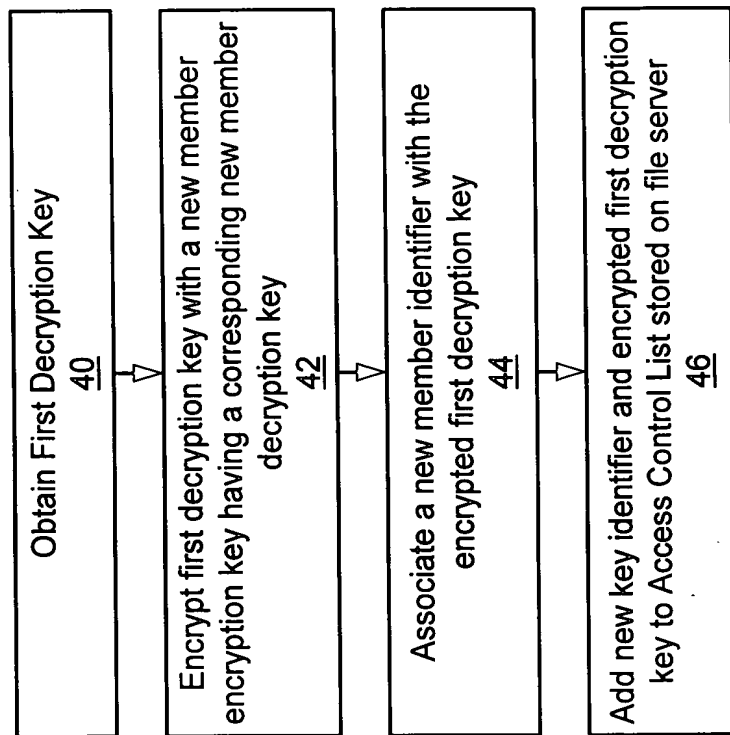 Obtain First Decryption Key
40
Encrypt first decryption key with a new member
encryption key having a corresponding new member
decryption key
42
Associate a new member identifier with the
encrypted first decryption key
44
Add new key identifier and encrypted first decryption
key to Access Control List stored on file server
46